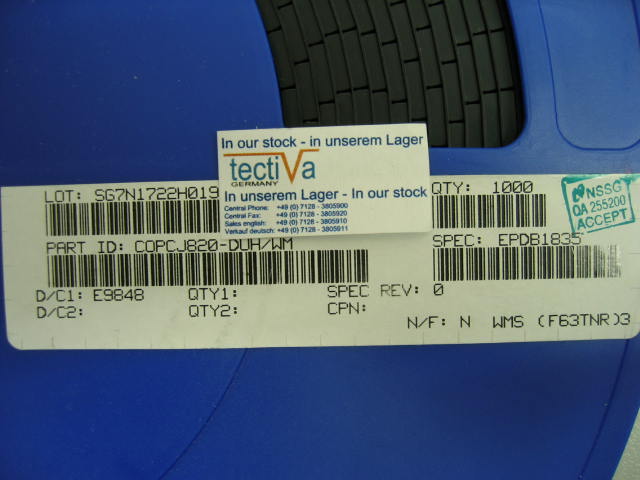 In our stock - in unserem Lager
tectiVa
GERMANY
In unserem Lager - In our stock
Central Phone: +49 (0) 7128 - 3805900
Central Fax: +49 (0) 7128 - 3805920
Sales english: +49 (0) 7128 - 3805910
Verkauf deutsch: +49 (0) 7128 - 3805911
LOT: SG7N1722H019 QTY: 1000
NSSG
QA 255200
ACCEPT
PART ID: COPCJ820-DUH/WM SPEC: EPDB1835
D/C1: E9848 QTY1: SPEC REV: 0
D/C2: QTY2: CPN:
N/F: N WMS (F63TNR)3